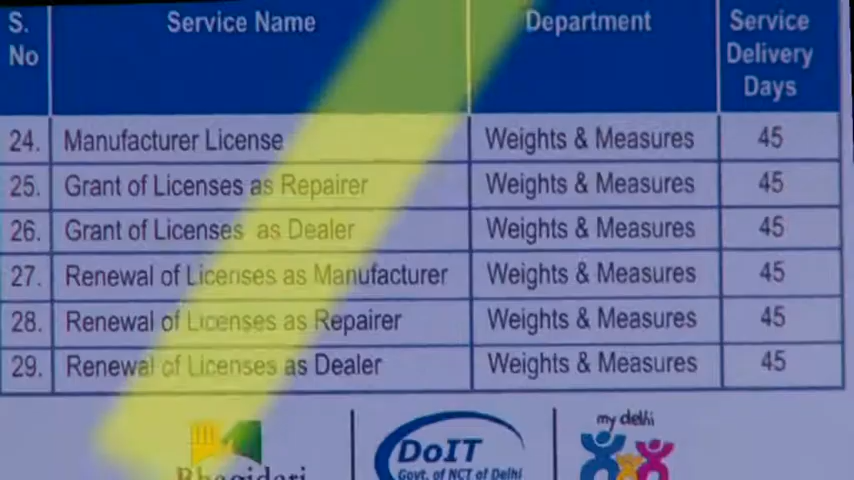 S. No Service Name Department Service Delivery Days
24. Manufacturer License Weights & Measures 45
25. Grant of Licenses as Repairer Weights & Measures 45
26. Grant of Licenses as Dealer Weights & Measures 45
27. Renewal of Licenses as Manufacturer Weights & Measures 45
28. Renewal of Licenses as Repairer Weights & Measures 45
29. Renewal of Licenses as Dealer Weights & Measures 45
my delhi
DoIT
Bhagidari
Govt. of NCT of Delhi